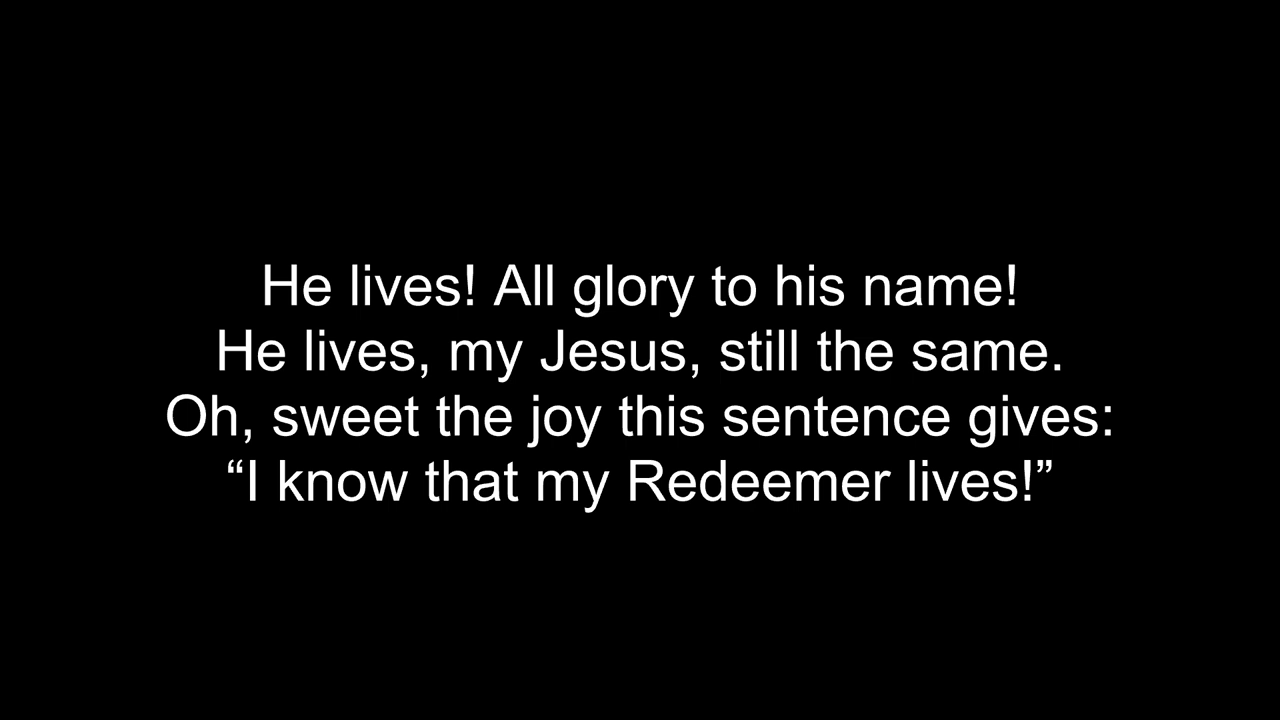 He lives! All glory to his name!
He lives, my Jesus, still the same.
Oh, sweet the joy this sentence gives:
“I know that my Redeemer lives!”